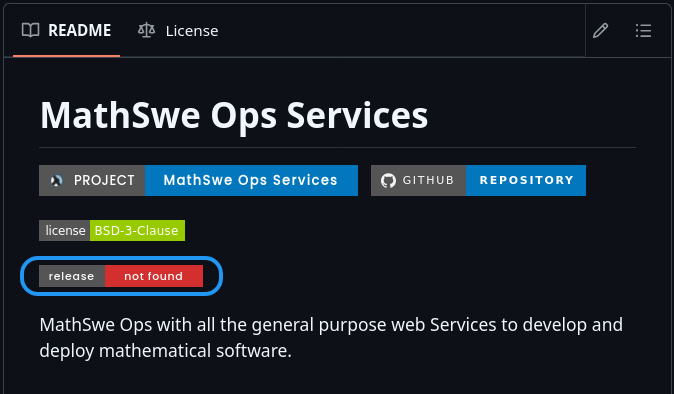 README License
MathSwe Ops Services
PROJECT MathSwe Ops Services GITHUB REPOSITORY
license BSD-3-Clause
release not found
MathSwe Ops with all the general purpose web Services to develop and
deploy mathematical software.